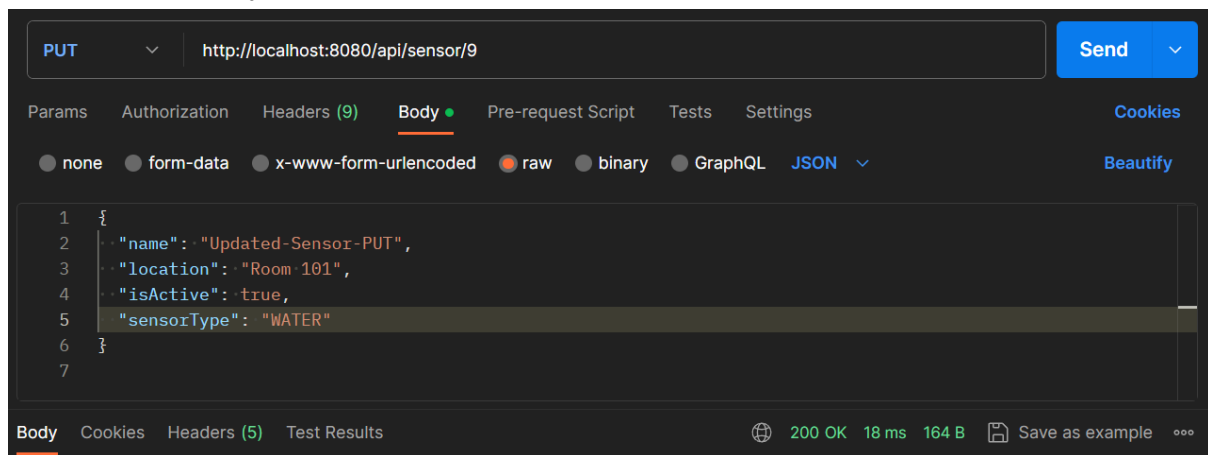 PUT http://localhost:8080/api/sensor/9 Send
Params Authorization Headers (9) Body Pre-request Script Tests Settings Cookies
none form-data x-www-form-urlencoded raw binary GraphQL JSON Beautify
1 {
2 "name": "Updated-Sensor-PUT",
3 "location": "Room 101",
4 "isActive": true,
5 "sensorType": "WATER"
6 }
7
Body Cookies Headers (5) Test Results 200 OK 18 ms 164 B Save as example